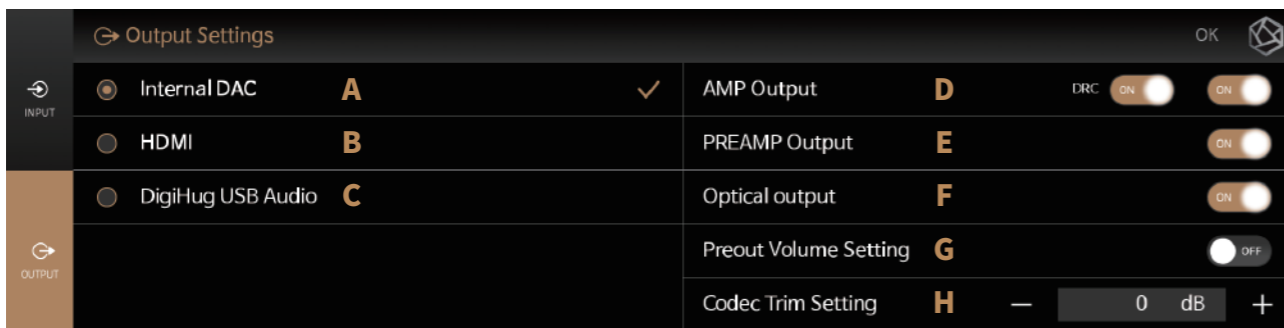 Output Settings OK
INPUT
Internal DAC A
HDMI B
DigiHug USB Audio C
OUTPUT
AMP Output D DRC ON ON
PREAMP Output E ON
Optical output F ON
Preout Volume Setting G OFF
Codec Trim Setting H — 0 dB +